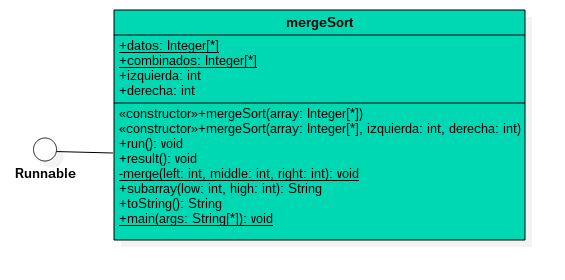 mergeSort
+datos: Integer[*]
+combinados: Integer[*]
+izquierda: int
+derecha: int
«constructor»+mergeSort(array: Integer[*])
«constructor»+mergeSort(array: Integer[*], izquierda: int, derecha: int)
+run(): void
+result(): void
-merge(left: int, middle: int, right: int): void
+subarray(low: int, high: int): String
+toString(): String
+main(args: String[*]): void
Runnable